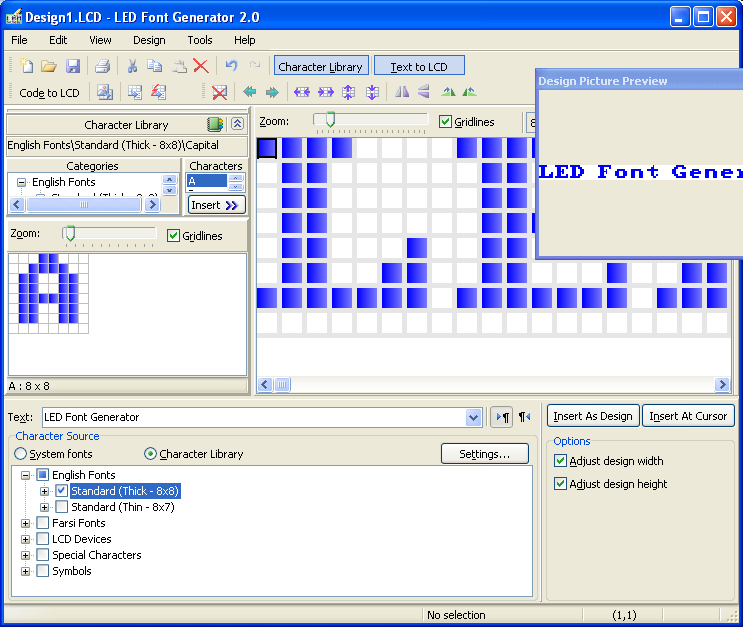 Design1.LCD - LED Font Generator 2.0
File Edit View Design Tools Help
Character Library Text to LCD
Code to LCD
Design Picture Preview
Character Library
Zoom: Gridlines 8
English Fonts\Standard (Thick - 8x8)\Capital
Categories Characters
English Fonts A
Insert
LED Font Gener
Zoom: Gridlines
A : 8 x 8
Text: LED Font Generator Insert As Design Insert At Cursor
Character Source Options
System fonts Character Library Settings... Adjust design width
English Fonts
Standard (Thick - 8x8) Adjust design height
Standard (Thin - 8x7)
Farsi Fonts
LCD Devices
Special Characters
Symbols
No selection (1,1)